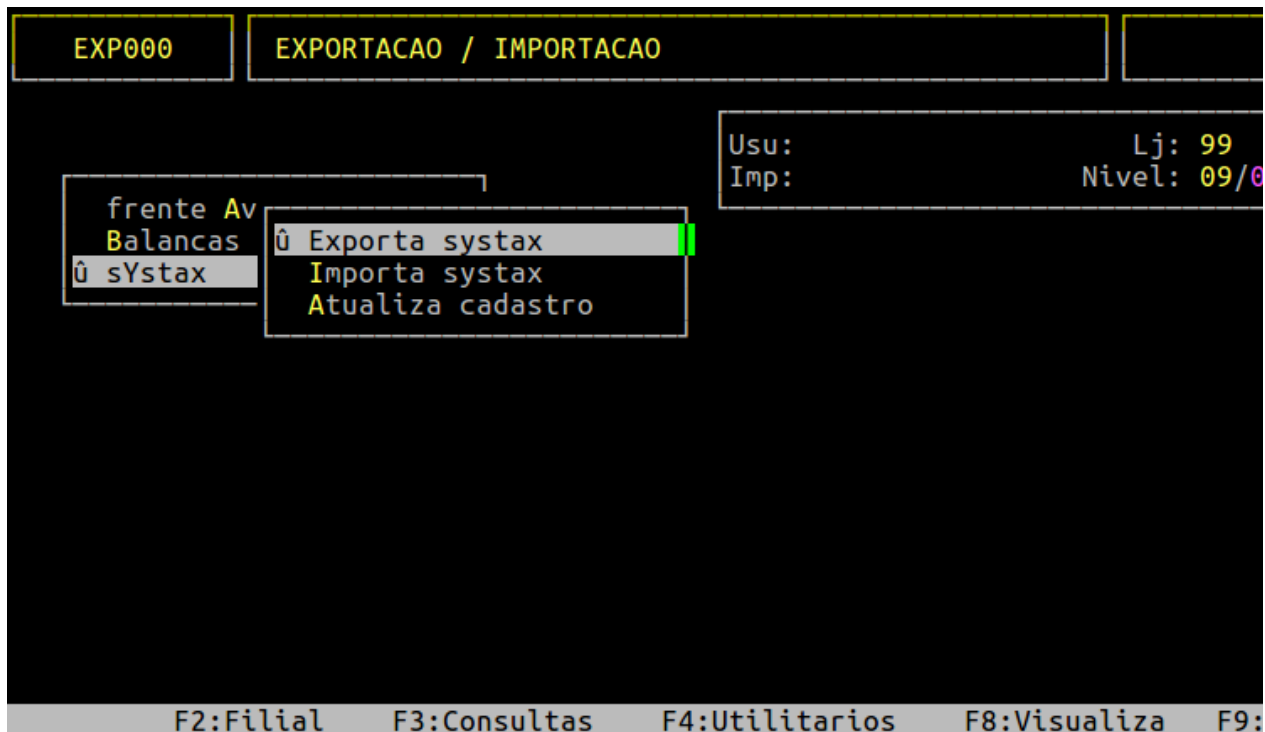 EXP000 EXPORTACAO / IMPORTACAO
Usu: Lj: 99
Imp: Nivel: 09/0
frente Av
Balancas
û sYstax
û Exporta systax
Importa systax
Atualiza cadastro
F2:Filial F3:Consultas F4:Utilitarios F8:Visualiza F9: